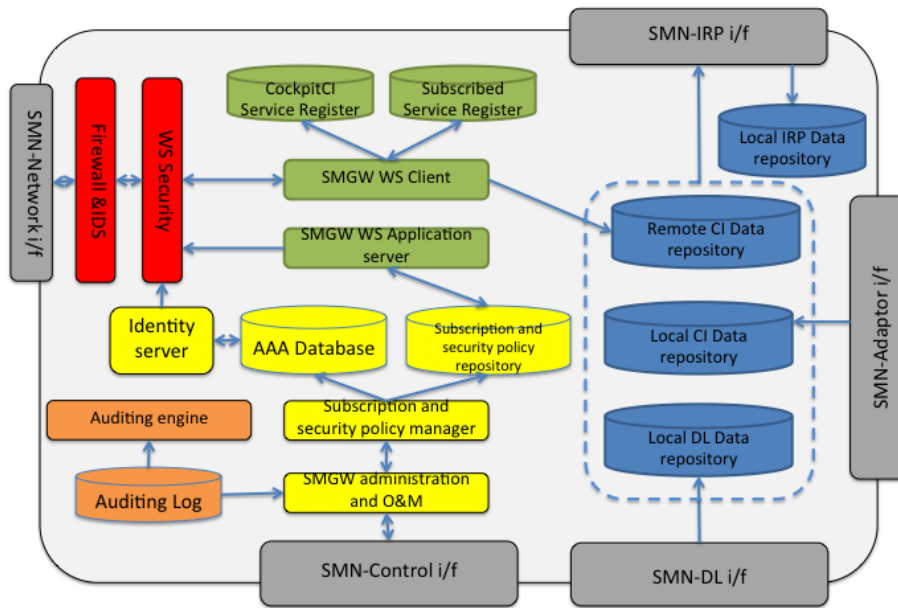 SMN-IRP i/f
CockpitCI
Service Register
Subscribed
Service Register
SMN-Network i/f
Firewall &IDS
WS Security
Local IRP Data
repository
SMGW WS Client
Remote CI Data
repository
SMGW WS Application
server
SMN-Adaptor i/f
Identity
server
AAA Database
Subscription and
security policy
repository
Local CI Data
repository
Auditing engine
Subscription and
security policy manager
Local DL Data
repository
Auditing Log
SMGW administration
and O&M
SMN-Control i/f
SMN-DL i/f